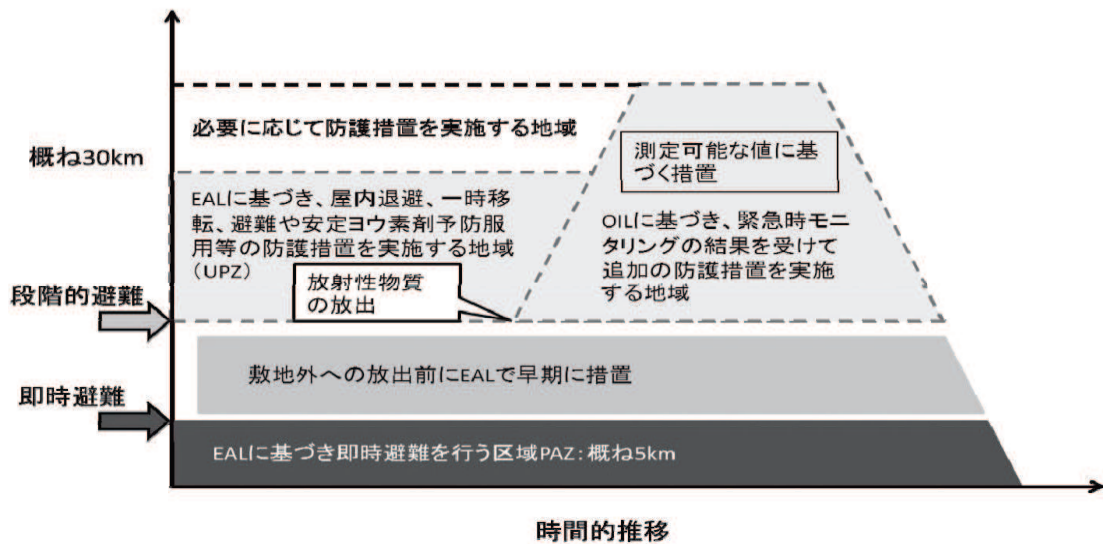 必要に応じて防護措置を実施する地域
概ね30km
測定可能な値に基
づく措置
EALに基づき、屋内退避、一時移
転、避難や安定ヨウ素剤予防服
用等の防護措置を実施する地域
(UPZ)
OILに基づき、緊急時モニ
タリングの結果を受けて
追加の防護措置を実施
する地域
放射性物質
の放出
段階的避難
敷地外への放出前にEALで早期に措置
即時避難
EALに基づき即時避難を行う区域PAZ:概ね5km
時間的推移